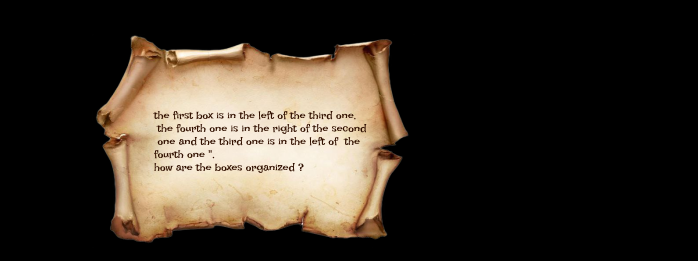 the first box is in the left of the third one.
the fourth one is in the right of the second
one and the third one is in the left of the
fourth one ".
how are the boxes organized ?